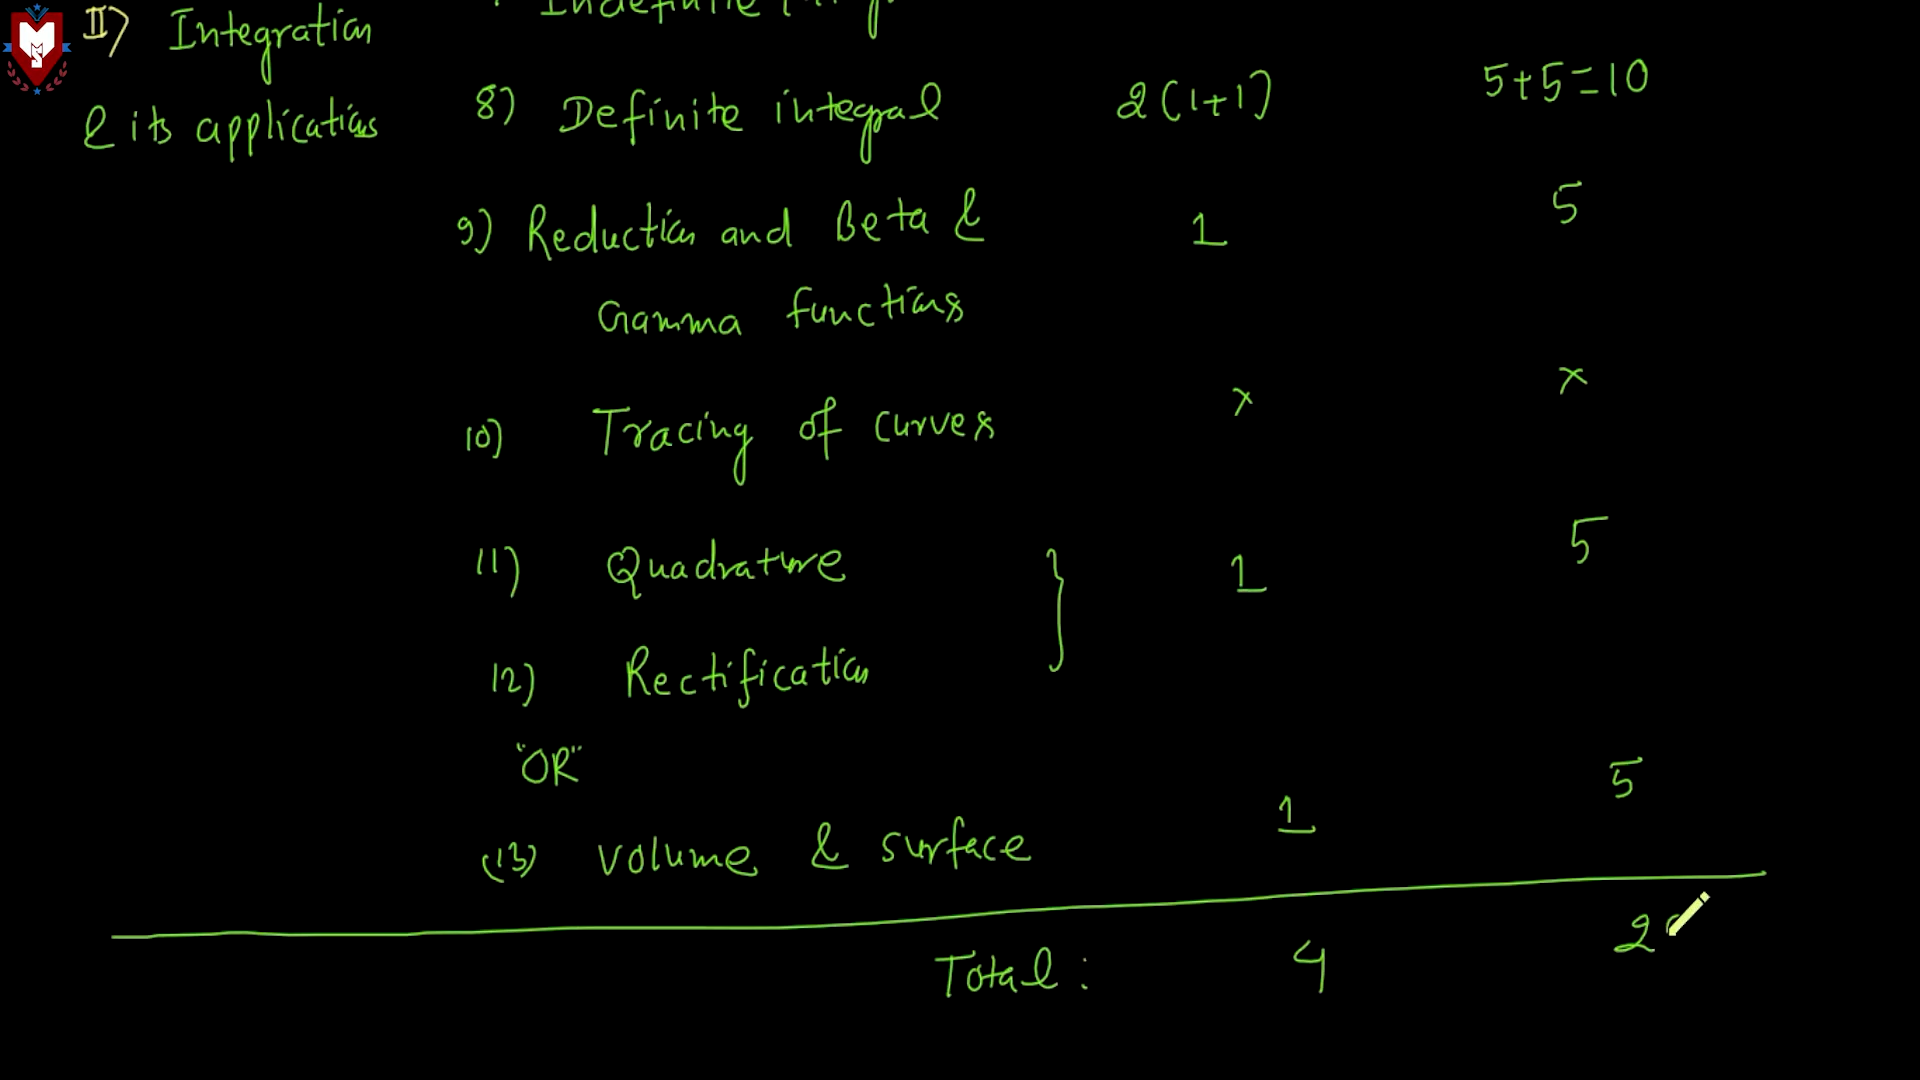 II) Integration
& its applications
8) Definite integral 2(1+1) 5+5=10
9) Reduction and Beta & 1 5
Gamma functions
10) Tracing of curves x x
11) Quadrature } 1 5
12) Rectification
"OR"
(13) volume & surface 1 5
Total: 4 2